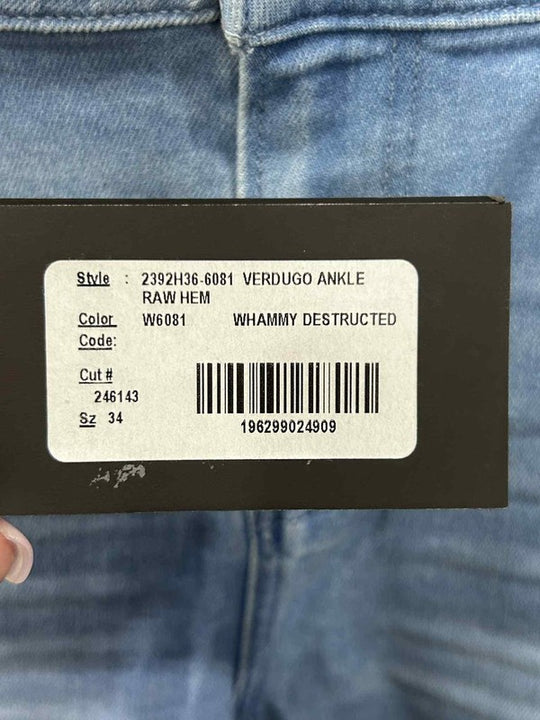 Style : 2392H36-6081 VERDUGO ANKLE
RAW HEM
Color W6081 WHAMMY DESTRUCTED
Code:
Cut #
246143
Sz 34
196299024909